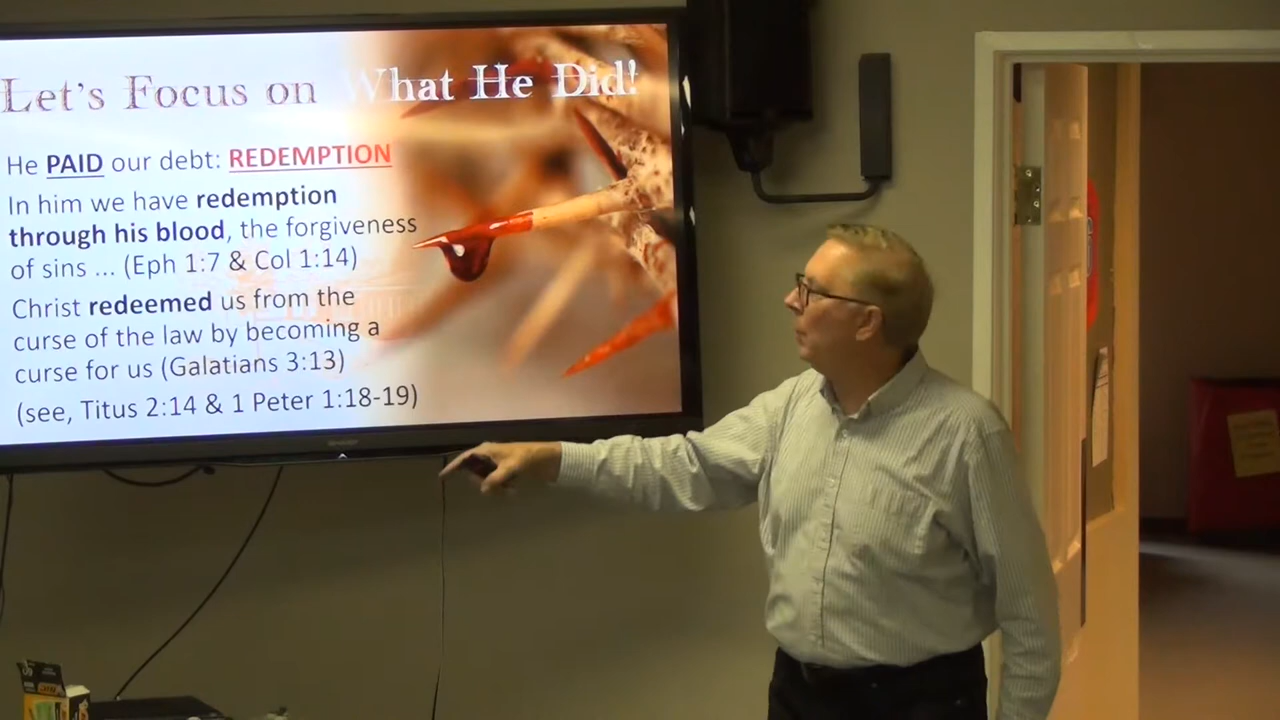 Let's Focus on What He Did!
He PAID our debt: REDEMPTION
In him we have redemption
through his blood, the forgiveness
of sins ... (Eph 1:7 & Col 1:14)
Christ redeemed us from the
curse of the law by becoming a
curse for us (Galatians 3:13)
(see, Titus 2:14 & 1 Peter 1:18-19)